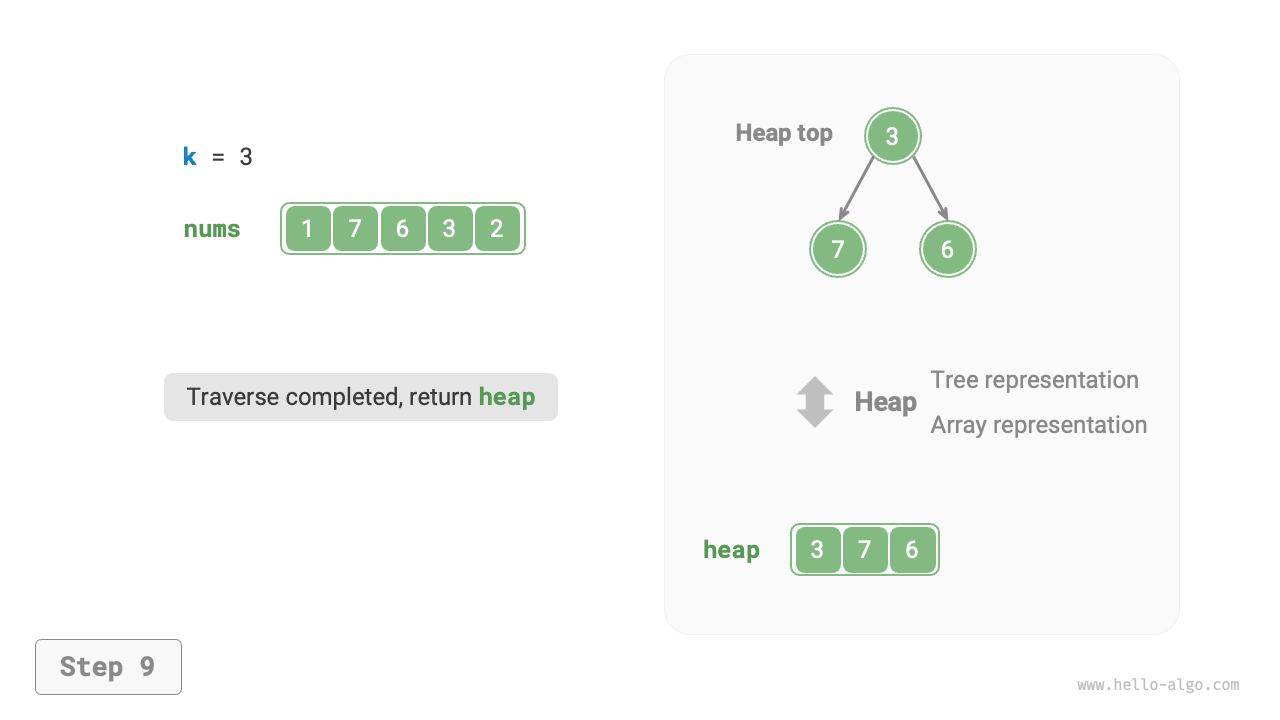 k = 3
nums 1 7 6 3 2
Traverse completed, return heap
Step 9
Heap top 3
7 6
Heap
Tree representation
Array representation
heap 3 7 6
www.hello-algo.com